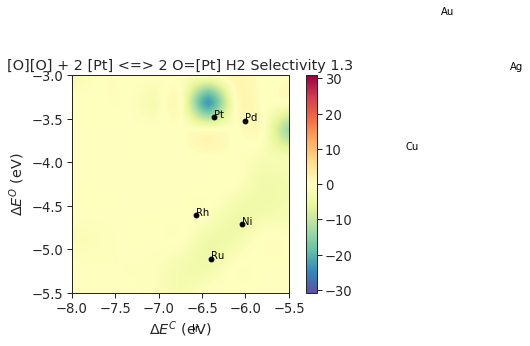 Au
Ag
[O][O] + 2 [Pt] <=> 2 O=[Pt] H2 Selectivity 1.3
Cu
Pt
Pd
Rh
Ni
Ru
Ir
−3.0
−3.5
−4.0
−4.5
−5.0
−5.5
ΔE^O (eV)
−8.0 −7.5 −7.0 −6.5 −6.0 −5.5
ΔE^C (eV)
30
20
10
0
−10
−20
−30